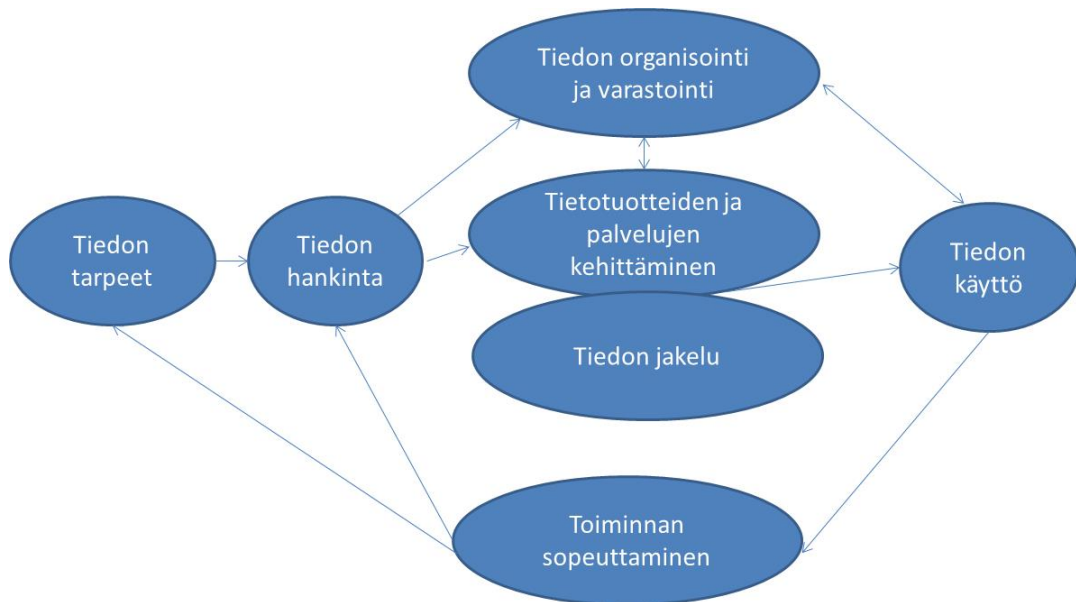 Tiedon organisointi
ja varastointi
Tietotuotteiden ja
palvelujen
kehittäminen
Tiedon
tarpeet
Tiedon
hankinta
Tiedon
käyttö
Tiedon jakelu
Toiminnan
sopeuttaminen